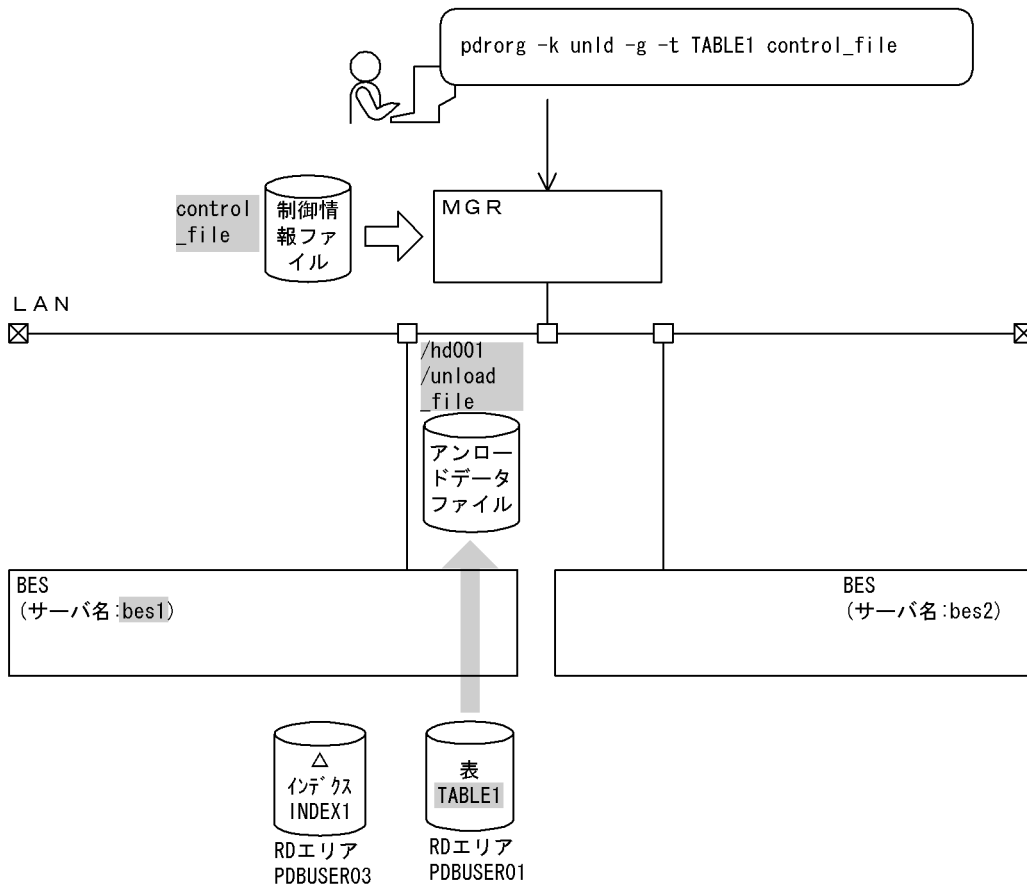 pdrorg -k unld -g -t TABLE1 control_file
control
_file
制御情
報ファ
イル
ＭＧＲ
ＬＡＮ
/hd001
/unload
_file
アンロー
ドデータ
ファイル
BES
(サーバ名:bes1)
BES
(サーバ名:bes2)
△
ｲﾝﾃﾞｸｽ
INDEX1
表
TABLE1
RDエリア
PDBUSER03
RDエリア
PDBUSER01